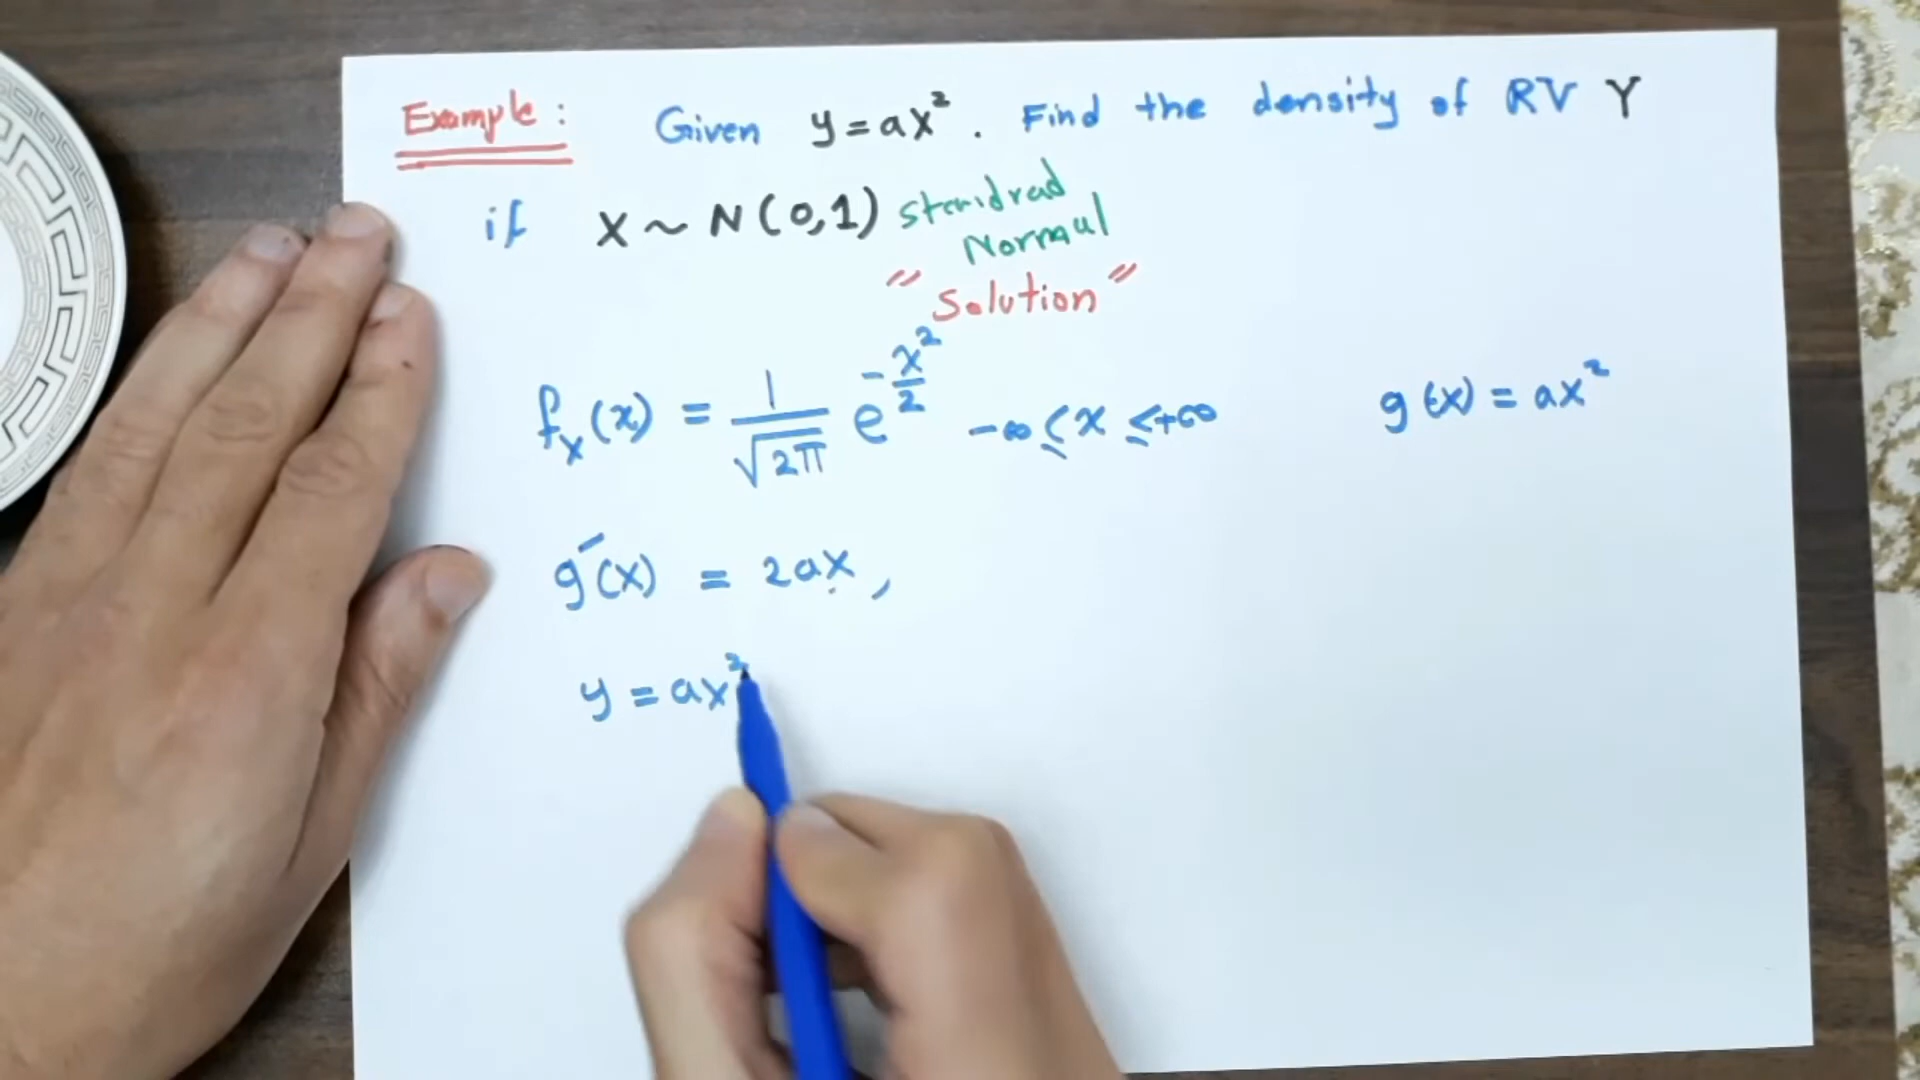 Example: Given y = ax². Find the density of RV Y
if X ~ N(0,1) standrad
Normal
"Solution"
fₓ(x) = 1/√2π e^(-x²/2) -∞ ≤ x ≤ +∞ g(x) = ax²
g'(x) = 2ax,
y = ax²